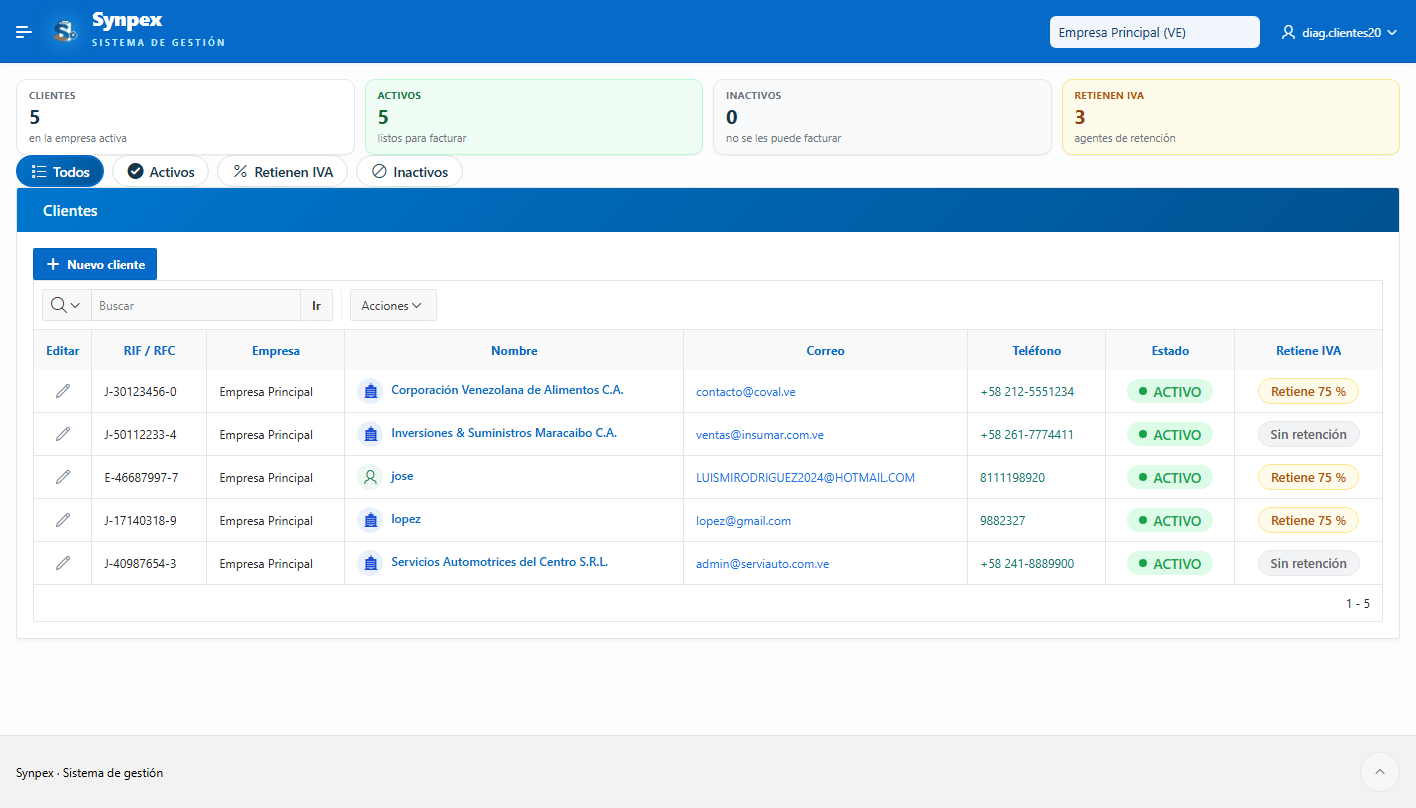 Synpex
SISTEMA DE GESTIÓN
Empresa Principal (VE)
diag.clientes20
CLIENTES
5
en la empresa activa
ACTIVOS
5
listos para facturar
INACTIVOS
0
no se les puede facturar
RETIENEN IVA
3
agentes de retención
Todos
Activos
Retienen IVA
Inactivos
Clientes
Nuevo cliente
Buscar
Ir
Acciones
Editar RIF / RFC Empresa Nombre Correo Teléfono Estado Retiene IVA
J-30123456-0 Empresa Principal Corporación Venezolana de Alimentos C.A. contacto@coval.ve +58 212-5551234 ACTIVO Retiene 75 %
J-50112233-4 Empresa Principal Inversiones & Suministros Maracaibo C.A. ventas@insumar.com.ve +58 261-7774411 ACTIVO Sin retención
E-46687997-7 Empresa Principal jose LUISMIRODRIGUEZ2024@HOTMAIL.COM 8111198920 ACTIVO Retiene 75 %
J-17140318-9 Empresa Principal lopez lopez@gmail.com 9882327 ACTIVO Retiene 75 %
J-40987654-3 Empresa Principal Servicios Automotrices del Centro S.R.L. admin@serviauto.com.ve +58 241-8889900 ACTIVO Sin retención
1 - 5
Synpex · Sistema de gestión